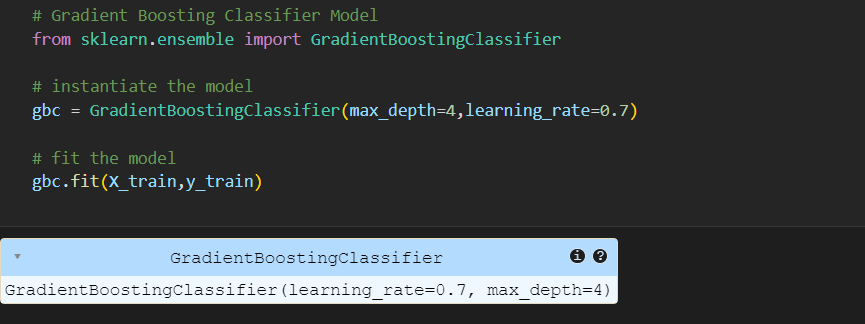 # Gradient Boosting Classifier Model
from sklearn.ensemble import GradientBoostingClassifier
# instantiate the model
gbc = GradientBoostingClassifier(max_depth=4,learning_rate=0.7)
# fit the model
gbc.fit(X_train,y_train)
GradientBoostingClassifier i ?
GradientBoostingClassifier(learning_rate=0.7, max_depth=4)